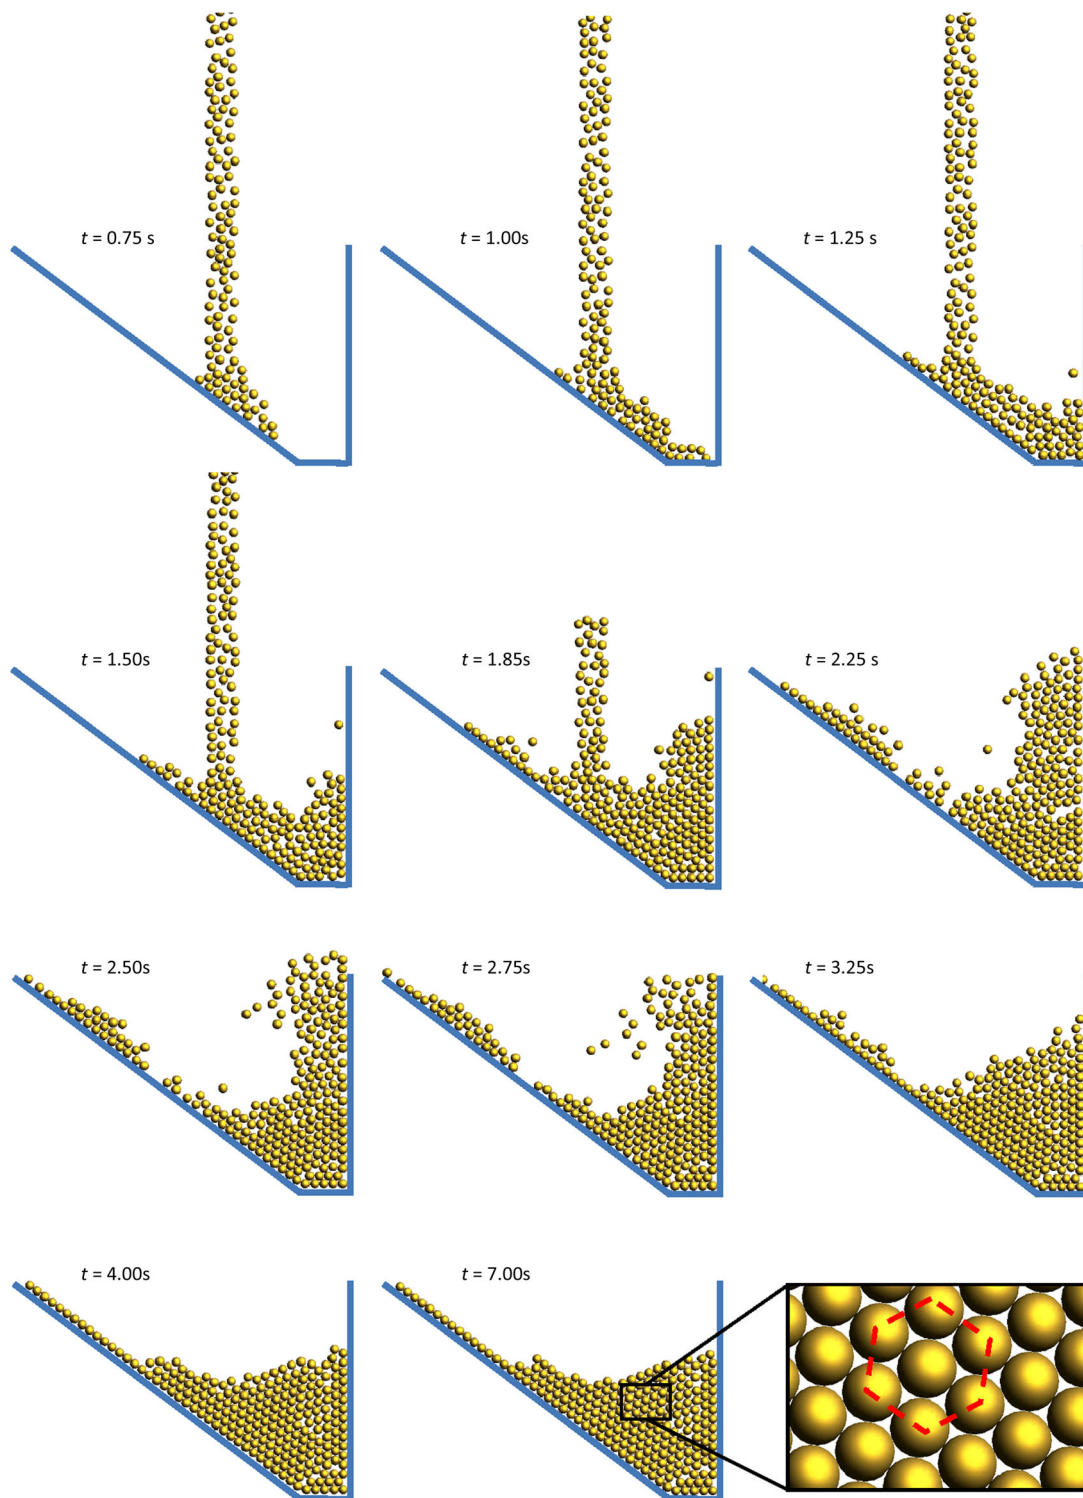 t = 0.75 s
t = 1.00s
t = 1.25 s
t = 1.50s
t = 1.85s
t = 2.25 s
t = 2.50s
t = 2.75s
t = 3.25s
t = 4.00s
t = 7.00s